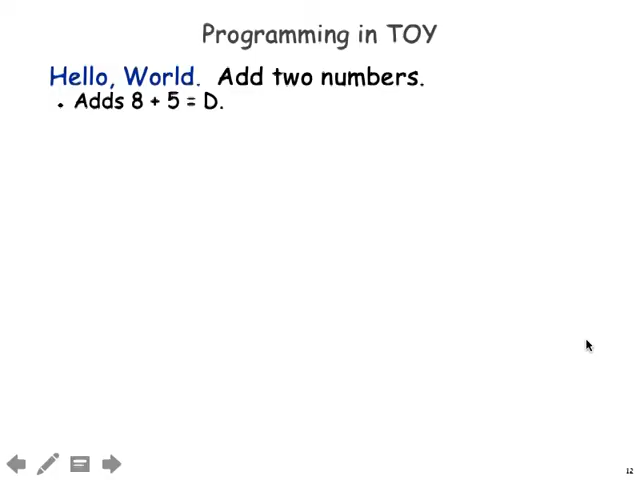 Programming in TOY
Hello, World. Add two numbers.
• Adds 8 + 5 = D.
12